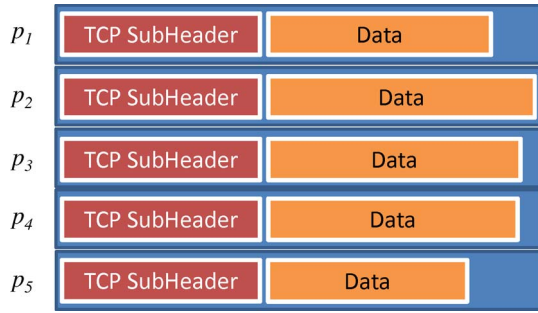 p1 TCP SubHeader Data
p2 TCP SubHeader Data
p3 TCP SubHeader Data
p4 TCP SubHeader Data
p5 TCP SubHeader Data